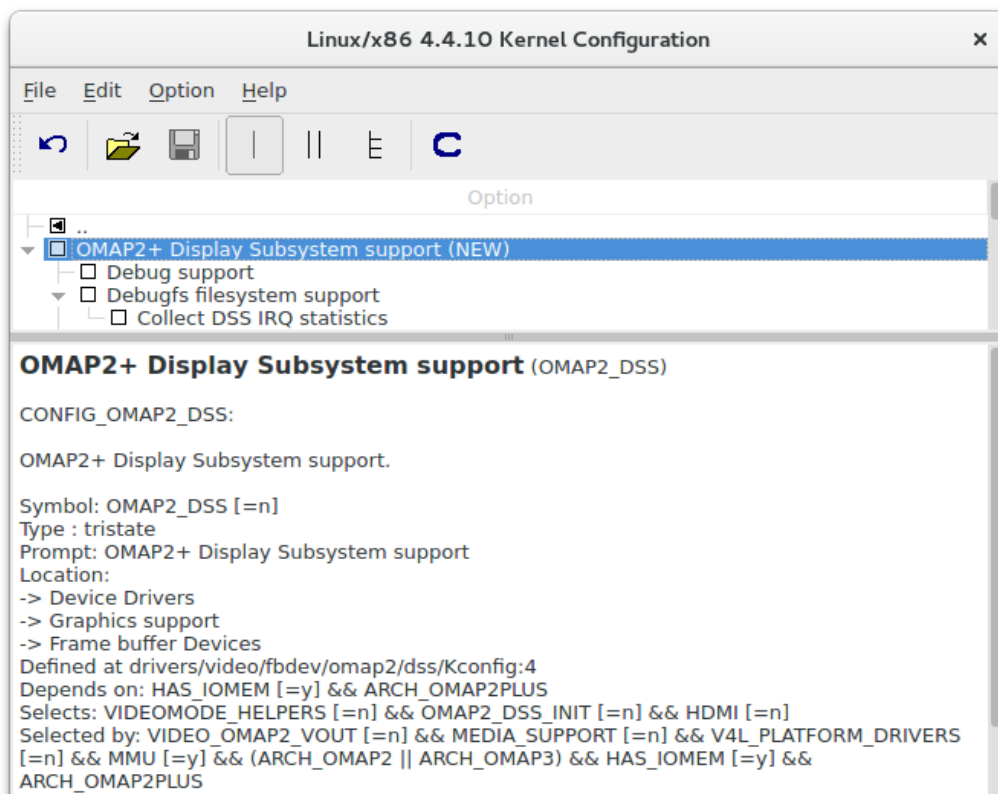 Linux/x86 4.4.10 Kernel Configuration
File Edit Option Help
Option
..
OMAP2+ Display Subsystem support (NEW)
Debug support
Debugfs filesystem support
Collect DSS IRQ statistics
OMAP2+ Display Subsystem support (OMAP2_DSS)
CONFIG_OMAP2_DSS:
OMAP2+ Display Subsystem support.
Symbol: OMAP2_DSS [=n]
Type : tristate
Prompt: OMAP2+ Display Subsystem support
Location:
-> Device Drivers
-> Graphics support
-> Frame buffer Devices
Defined at drivers/video/fbdev/omap2/dss/Kconfig:4
Depends on: HAS_IOMEM [=y] && ARCH_OMAP2PLUS
Selects: VIDEOMODE_HELPERS [=n] && OMAP2_DSS_INIT [=n] && HDMI [=n]
Selected by: VIDEO_OMAP2_VOUT [=n] && MEDIA_SUPPORT [=n] && V4L_PLATFORM_DRIVERS
[=n] && MMU [=y] && (ARCH_OMAP2 || ARCH_OMAP3) && HAS_IOMEM [=y] &&
ARCH_OMAP2PLUS